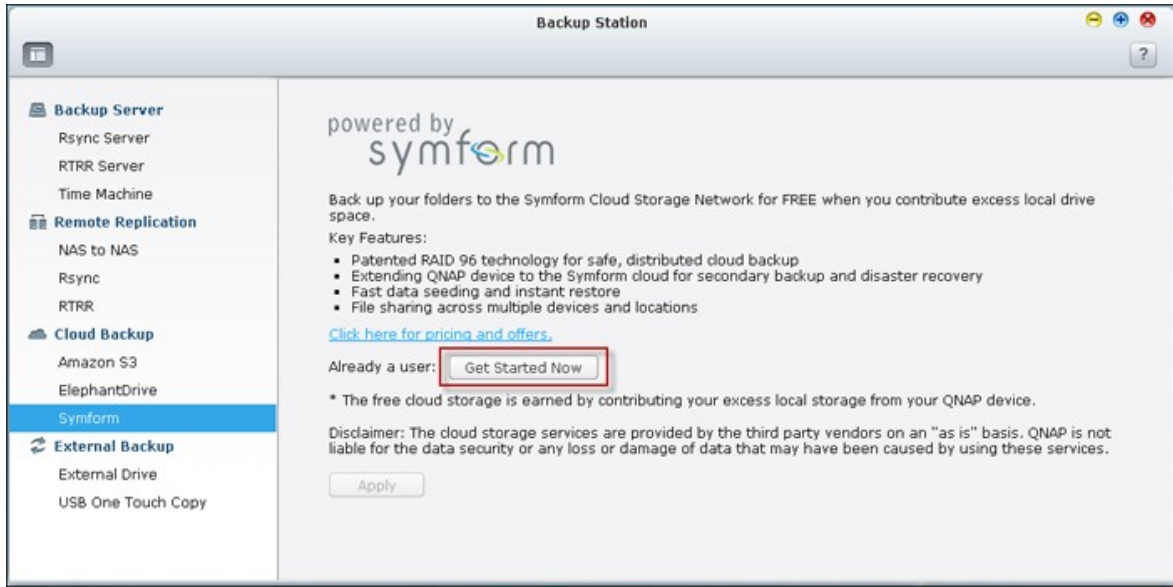 Backup Station
?
Backup Server
Rsync Server
RTRR Server
Time Machine
Remote Replication
NAS to NAS
Rsync
RTRR
Cloud Backup
Amazon S3
ElephantDrive
Symform
External Backup
External Drive
USB One Touch Copy
powered by
symform
Back up your folders to the Symform Cloud Storage Network for FREE when you contribute excess local drive
space.
Key Features:
▪ Patented RAID 96 technology for safe, distributed cloud backup
▪ Extending QNAP device to the Symform cloud for secondary backup and disaster recovery
▪ Fast data seeding and instant restore
▪ File sharing across multiple devices and locations
Click here for pricing and offers.
Already a user: Get Started Now
* The free cloud storage is earned by contributing your excess local storage from your QNAP device.
Disclaimer: The cloud storage services are provided by the third party vendors on an "as is" basis. QNAP is not
liable for the data security or any loss or damage of data that may have been caused by using these services.
Apply